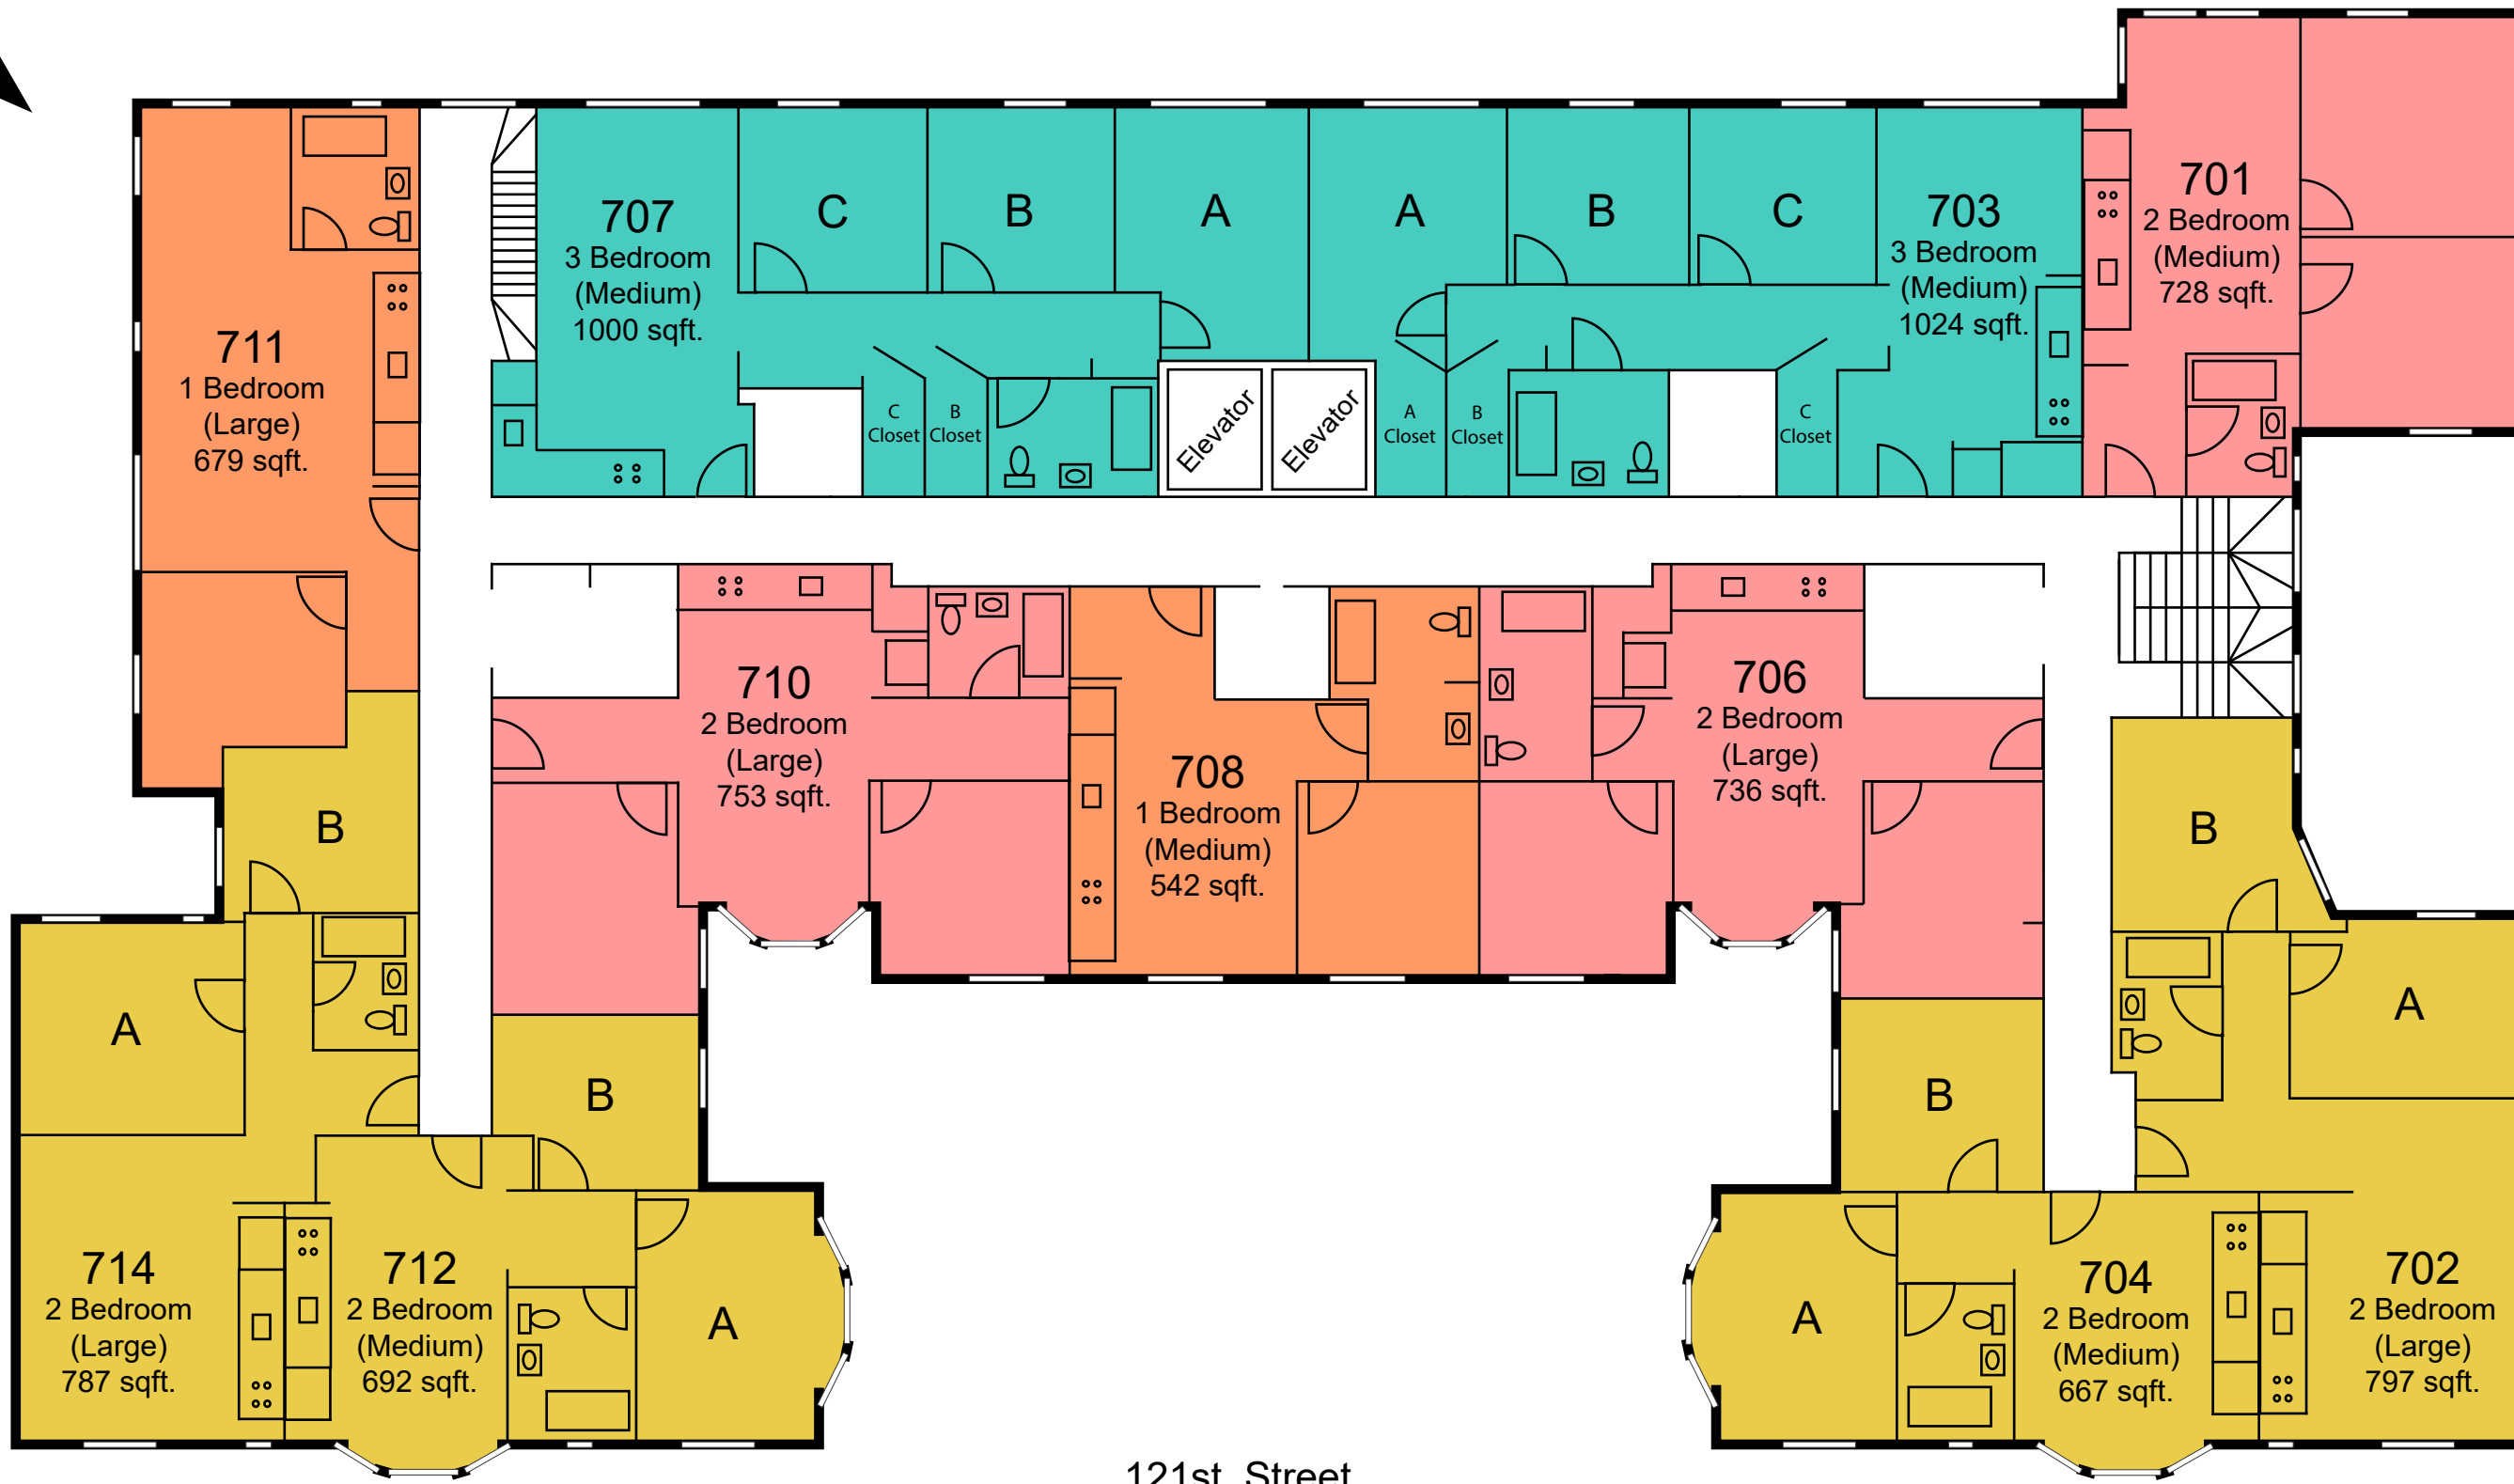 707
3 Bedroom
(Medium)
1000 sqft.
C
B
A
A
B
C
703
3 Bedroom
(Medium)
1024 sqft.
701
2 Bedroom
(Medium)
728 sqft.
711
1 Bedroom
(Large)
679 sqft.
C
Closet
B
Closet
Elevator
Elevator
A
Closet
B
Closet
C
Closet
710
2 Bedroom
(Large)
753 sqft.
708
1 Bedroom
(Medium)
542 sqft.
706
2 Bedroom
(Large)
736 sqft.
B
B
A
A
B
B
714
2 Bedroom
(Large)
787 sqft.
712
2 Bedroom
(Medium)
692 sqft.
A
A
704
2 Bedroom
(Medium)
667 sqft.
702
2 Bedroom
(Large)
797 sqft.
121st Street